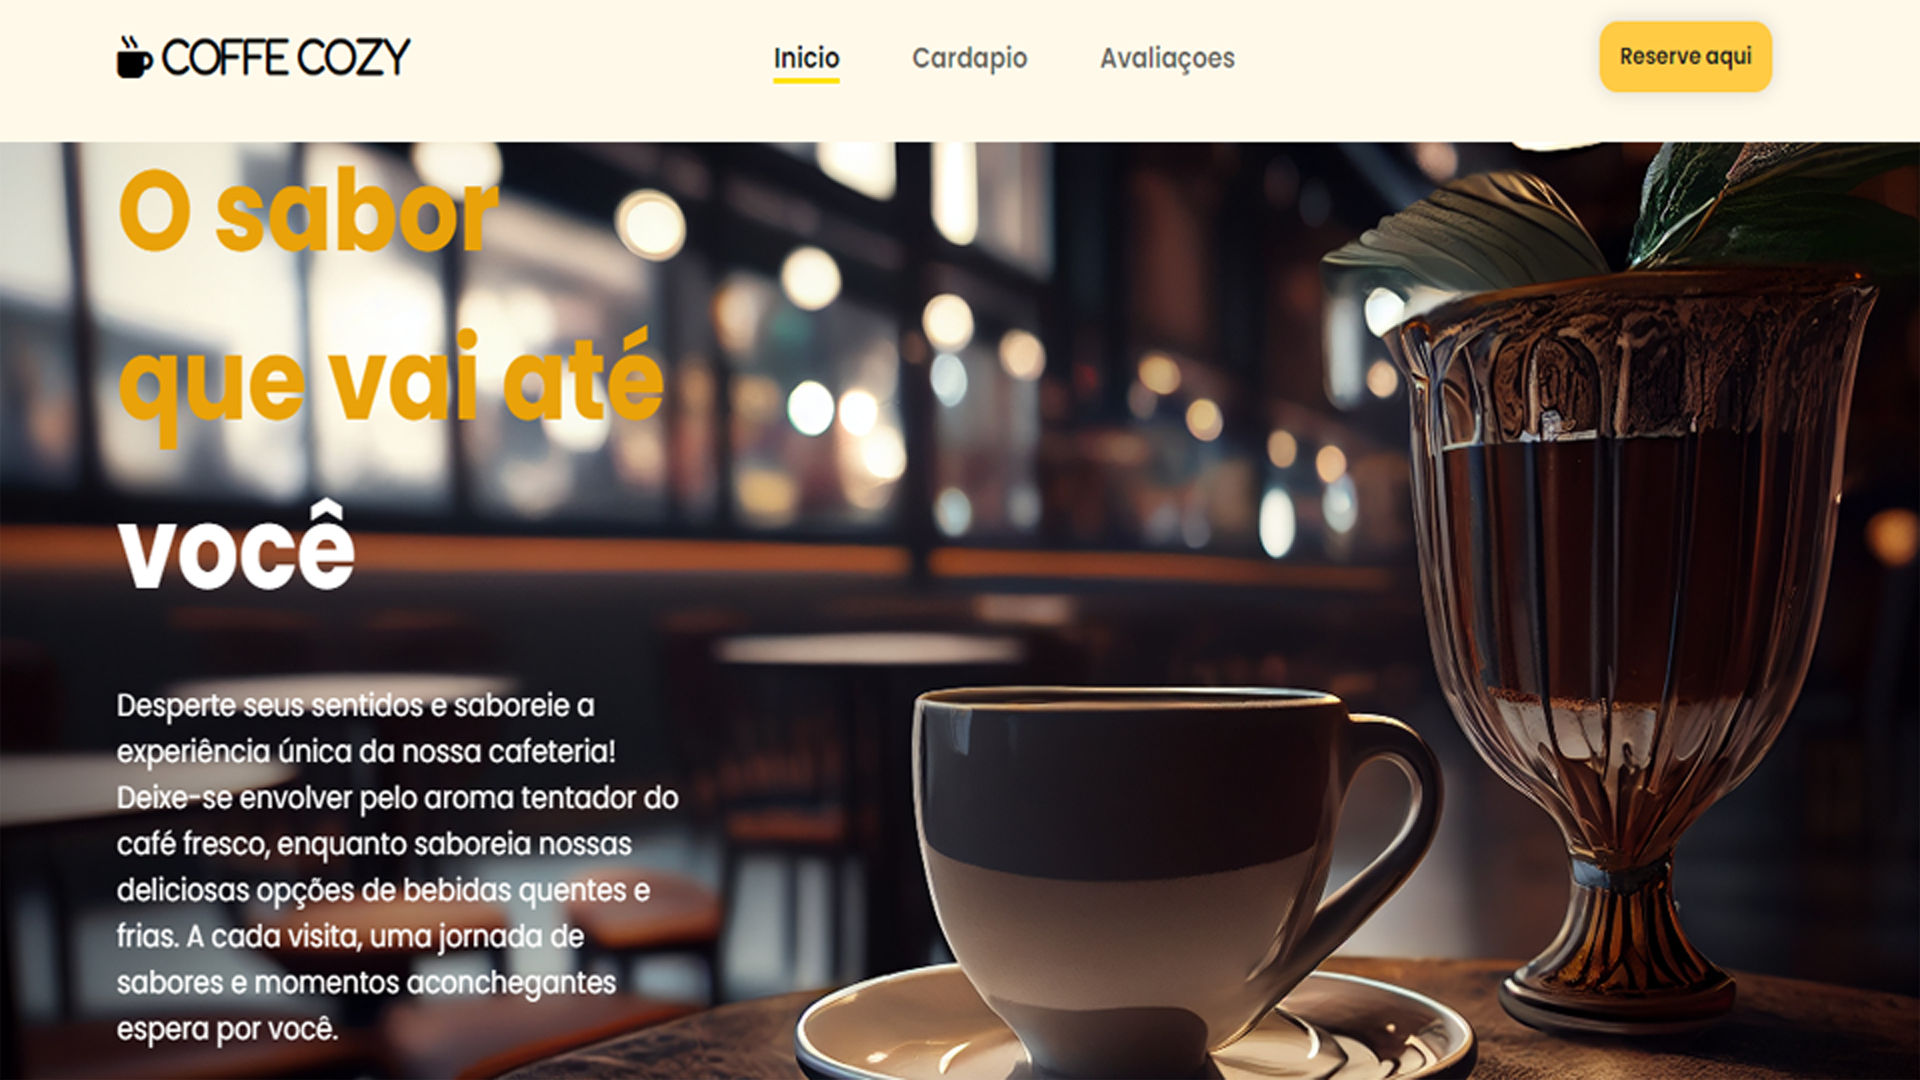 COFFE COZY
Inicio
Cardapio
Avaliaçoes
Reserve aqui
O sabor
que vai até
você
Desperte seus sentidos e saboreie a
experiência única da nossa cafeteria!
Deixe-se envolver pelo aroma tentador do
café fresco, enquanto saboreia nossas
deliciosas opções de bebidas quentes e
frias. A cada visita, uma jornada de
sabores e momentos aconchegantes
espera por você.